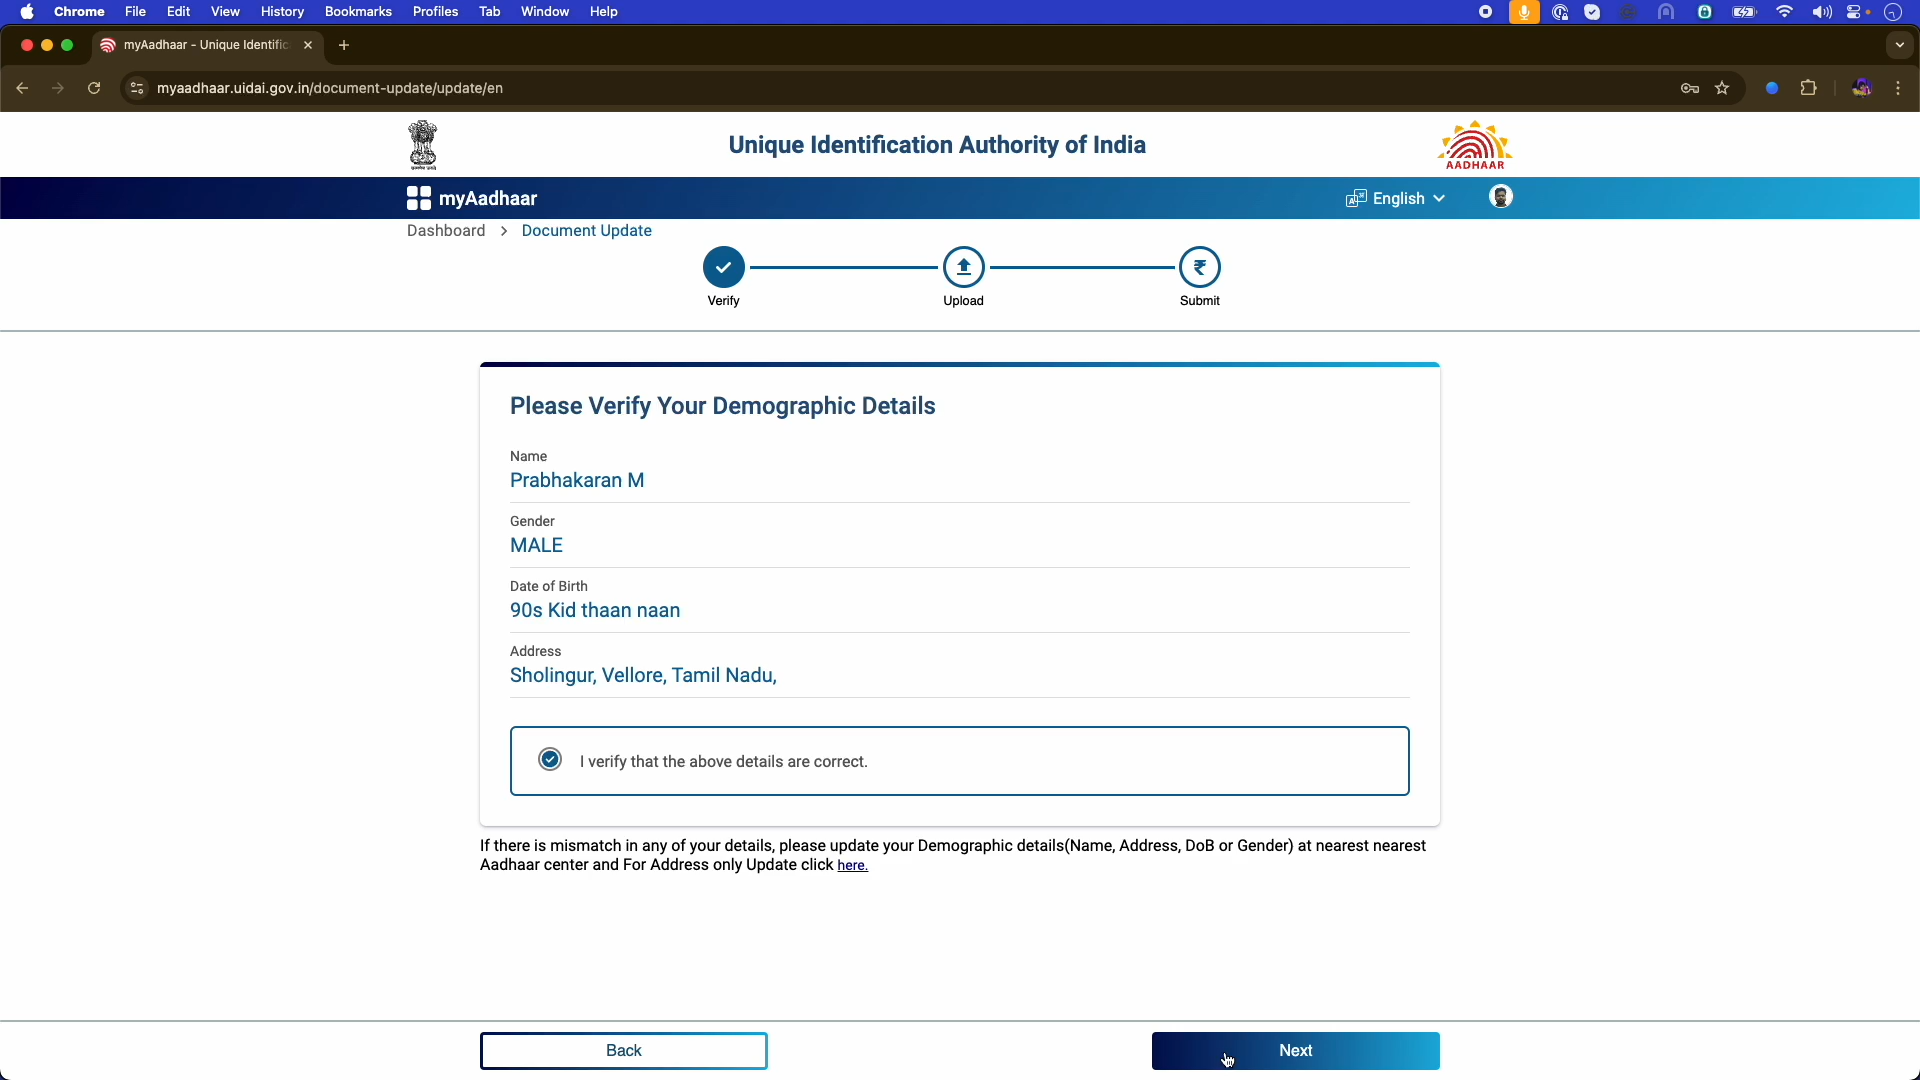 Chrome File Edit View History Bookmarks Profiles Tab Window Help
myAadhaar - Unique Identific
myaadhaar.uidai.gov.in/document-update/update/en
Unique Identification Authority of India
AADHAAR
myAadhaar
English
Dashboard > Document Update
₹
Verify
Upload
Submit
Please Verify Your Demographic Details
Name
Prabhakaran M
Gender
MALE
Date of Birth
90s Kid thaan naan
Address
Sholingur, Vellore, Tamil Nadu,
I verify that the above details are correct.
If there is mismatch in any of your details, please update your Demographic details(Name, Address, DoB or Gender) at nearest nearest
Aadhaar center and For Address only Update click here.
Back
Next